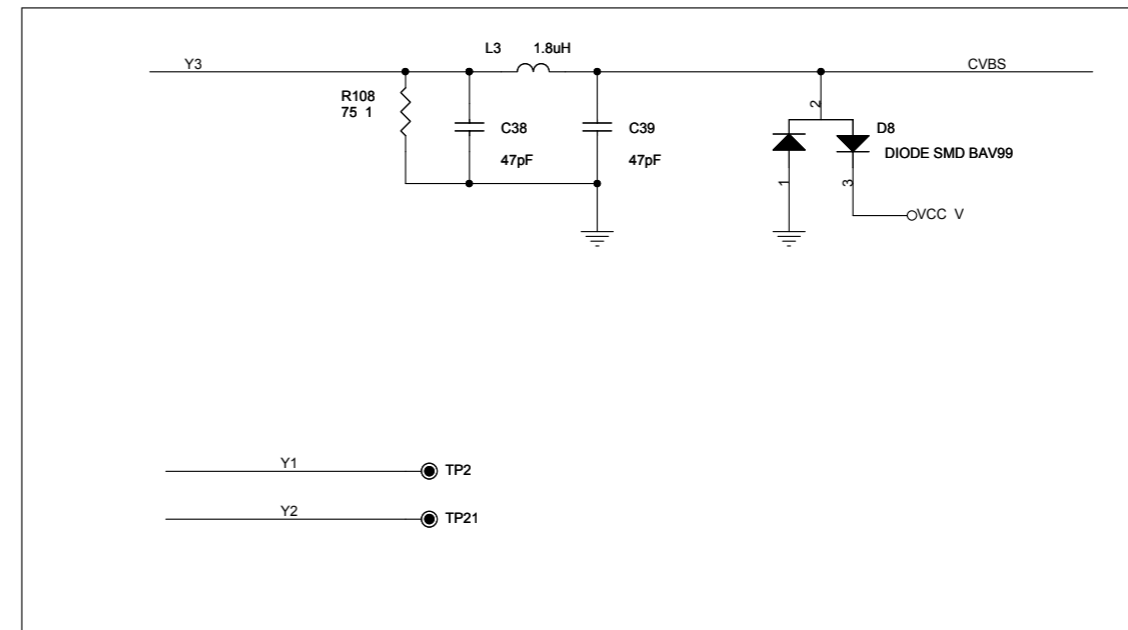 L3 1.8uH
Y3 CVBS
R108
75 1
C38
47pF
C39
47pF
2
D8
DIODE SMD BAV99
1
3
VCC V
Y1 TP2
Y2 TP21